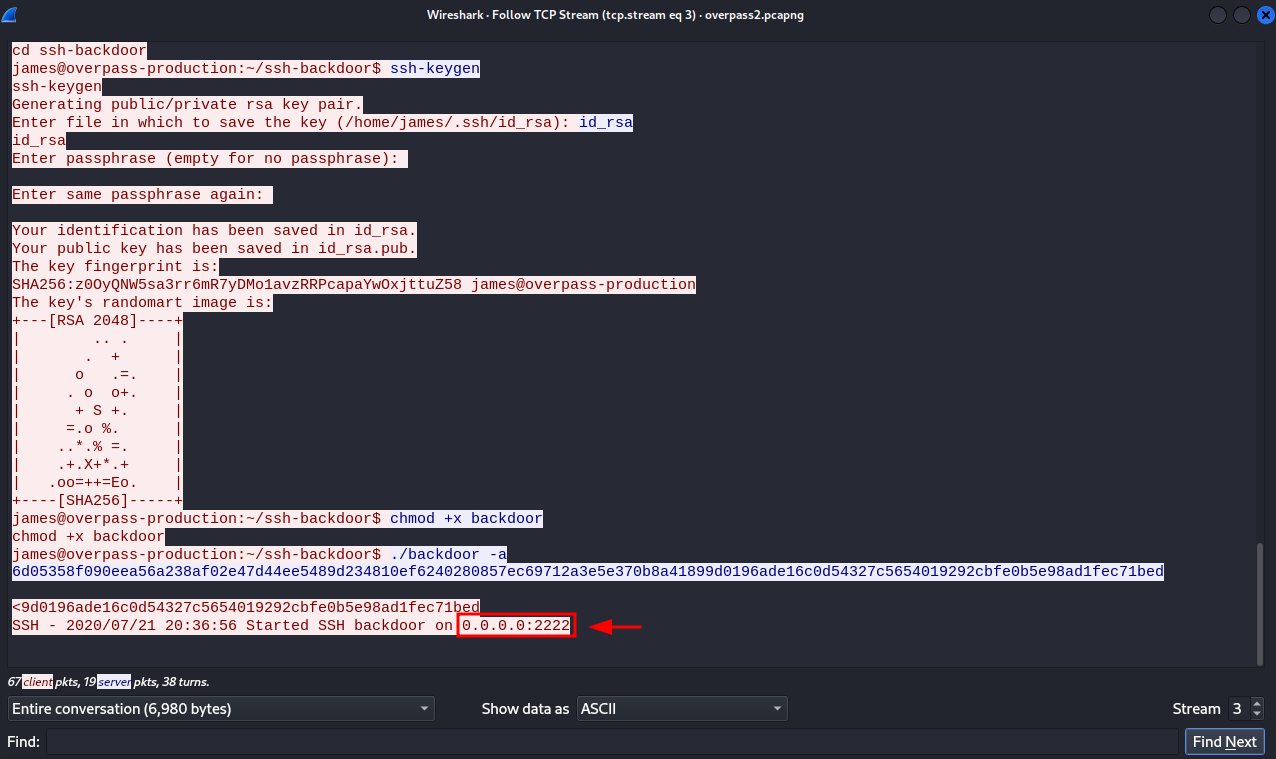 Wireshark · Follow TCP Stream (tcp.stream eq 3) · overpass2.pcapng
cd ssh-backdoor
james@overpass-production:~/ssh-backdoor$ ssh-keygen
ssh-keygen
Generating public/private rsa key pair.
Enter file in which to save the key (/home/james/.ssh/id_rsa): id_rsa
id_rsa
Enter passphrase (empty for no passphrase):
Enter same passphrase again:
Your identification has been saved in id_rsa.
Your public key has been saved in id_rsa.pub.
The key fingerprint is:
SHA256:z0OyQNW5sa3rr6mR7yDMo1avzRRPcapaYwOxjttuZ58 james@overpass-production
The key's randomart image is:
+---[RSA 2048]----+
|        .. .     |
|       .  +      |
|      o   .=.    |
|     . o  o+.    |
|      + S +.     |
|     =.o %.      |
|    ..*.% =.     |
|    .+.X+*.+     |
|   .oo=++=Eo.    |
+----[SHA256]-----+
james@overpass-production:~/ssh-backdoor$ chmod +x backdoor
chmod +x backdoor
james@overpass-production:~/ssh-backdoor$ ./backdoor -a
6d05358f090eea56a238af02e47d44ee5489d234810ef6240280857ec69712a3e5e370b8a41899d0196ade16c0d54327c5654019292cbfe0b5e98ad1fec71bed
<9d0196ade16c0d54327c5654019292cbfe0b5e98ad1fec71bed
SSH - 2020/07/21 20:36:56 Started SSH backdoor on 0.0.0.0:2222
67 client pkts, 19 server pkts, 38 turns.
Entire conversation (6,980 bytes) Show data as ASCII Stream 3
Find: Find Next